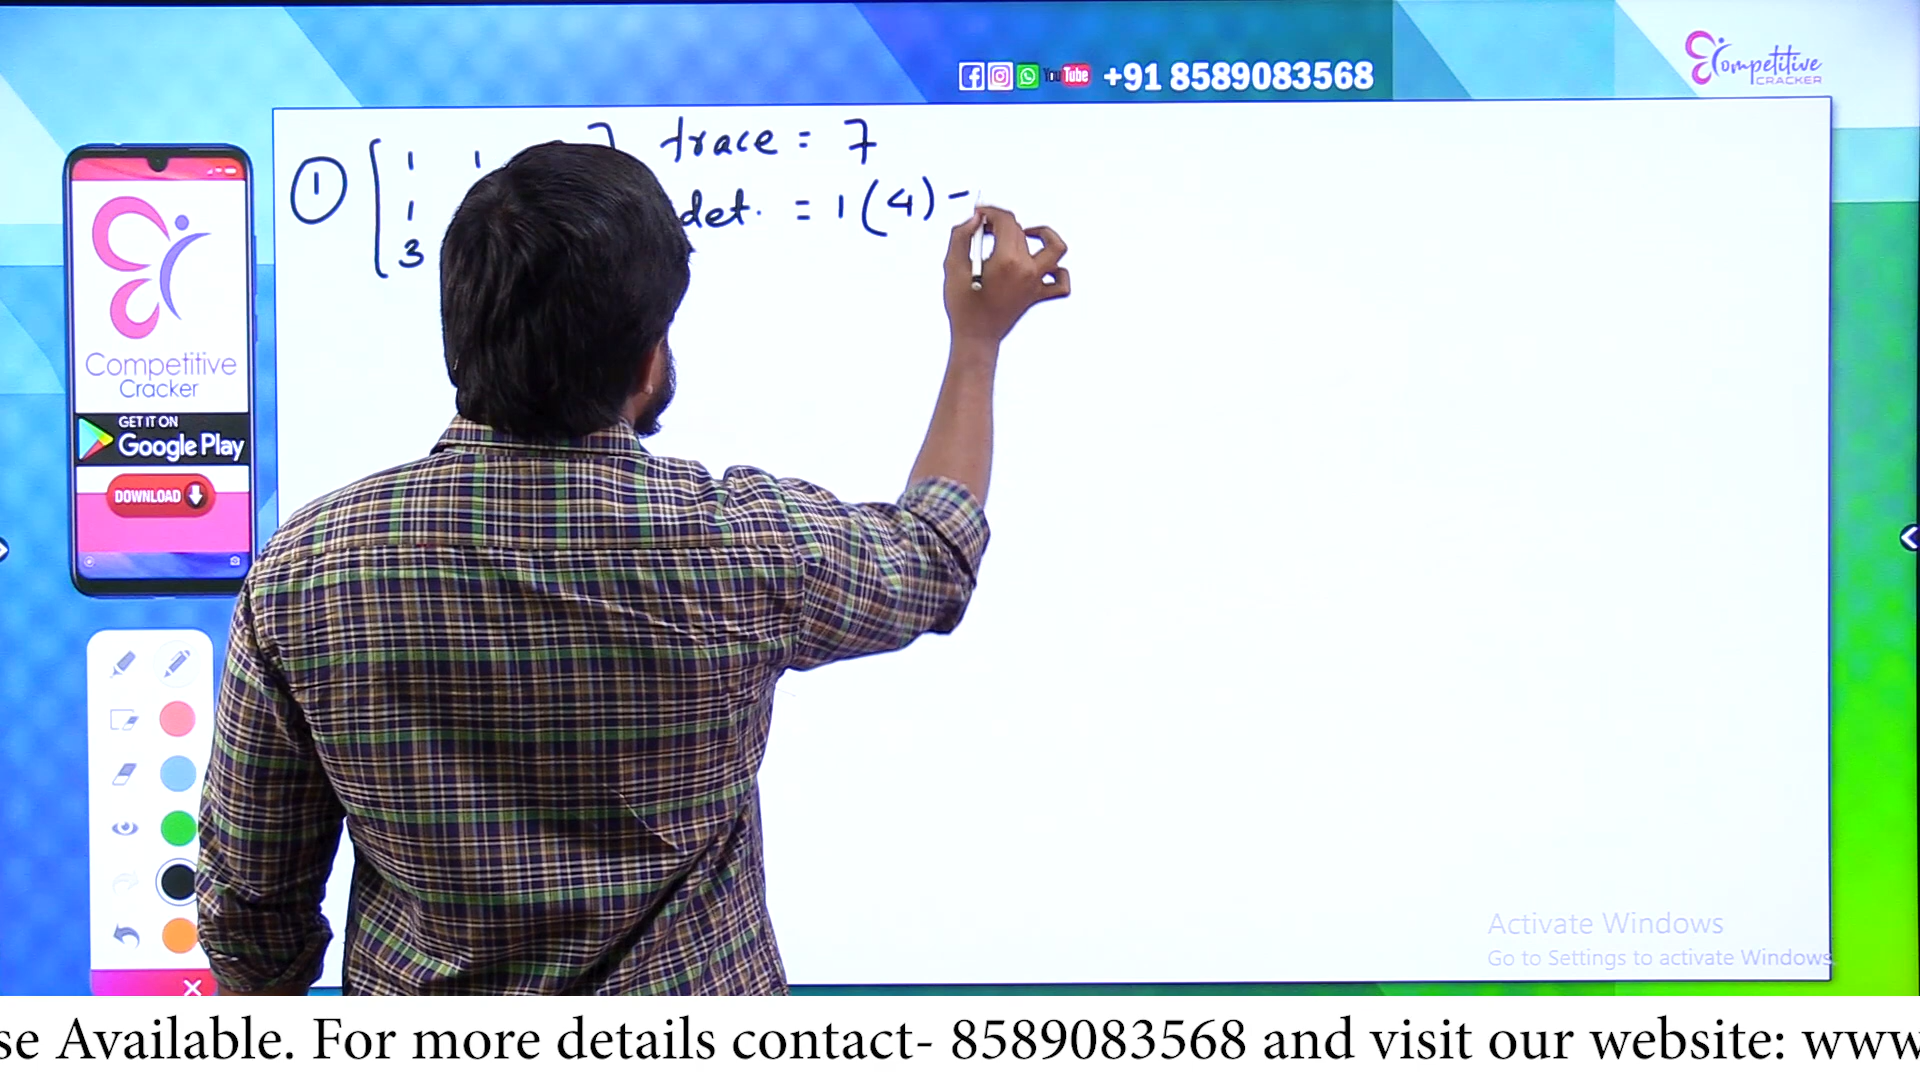 YouTube +91 8589083568
Competitive
CRACKER
1 1 1 trace = 7
1 det. = 1(4) -
3
Competitive
Cracker
GET IT ON
Google Play
DOWNLOAD
Activate Windows
Go to Settings to activate Windows.
se Available. For more details contact- 8589083568 and visit our website: www